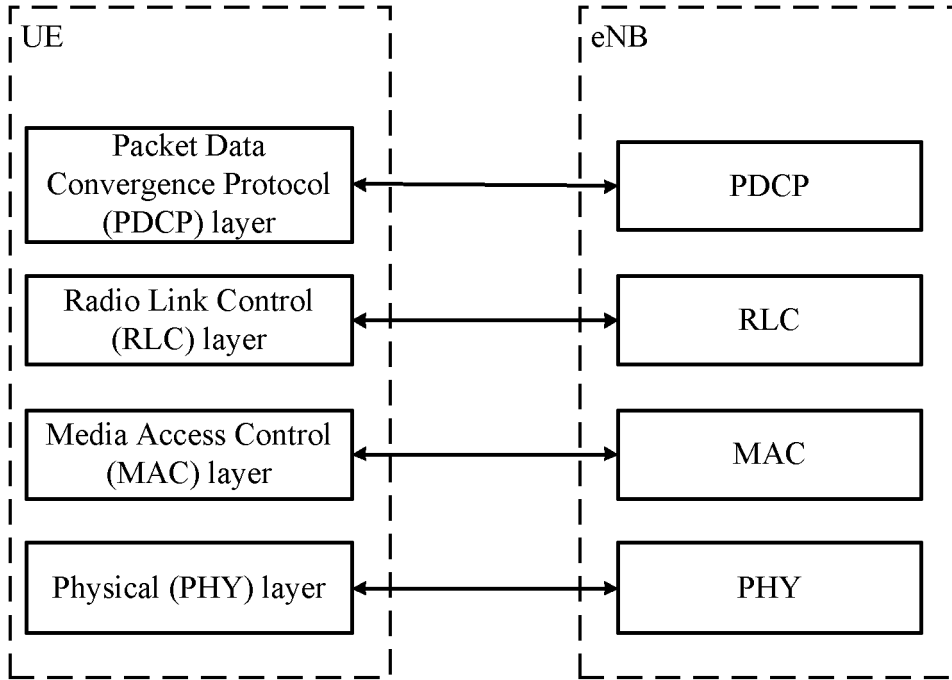 UE
eNB
Packet Data
Convergence Protocol
(PDCP) layer
PDCP
Radio Link Control
(RLC) layer
RLC
Media Access Control
(MAC) layer
MAC
Physical (PHY) layer
PHY